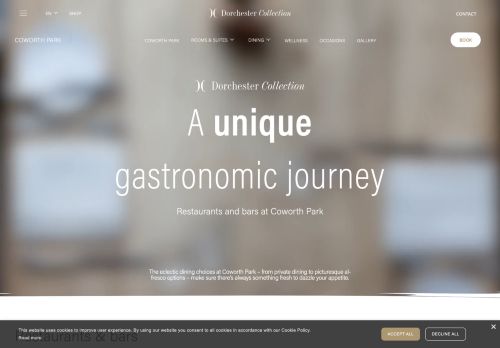 EN
SHOP
Dorchester Collection
CONTACT
COWORTH PARK
COWORTH PARK
ROOMS & SUITES
DINING
WELLNESS
OCCASIONS
GALLERY
BOOK
Dorchester Collection
A unique
gastronomic journey
Restaurants and bars at Coworth Park
The eclectic dining choices at Coworth Park – from private dining to picturesque al-
fresco options – make sure there's always something fresh to dazzle your appetite.
This website uses cookies to improve user experience. By using our website you consent to all cookies in accordance with our Cookie Policy.
Read more
ACCEPT ALL
DECLINE ALL
Restaurants & bars